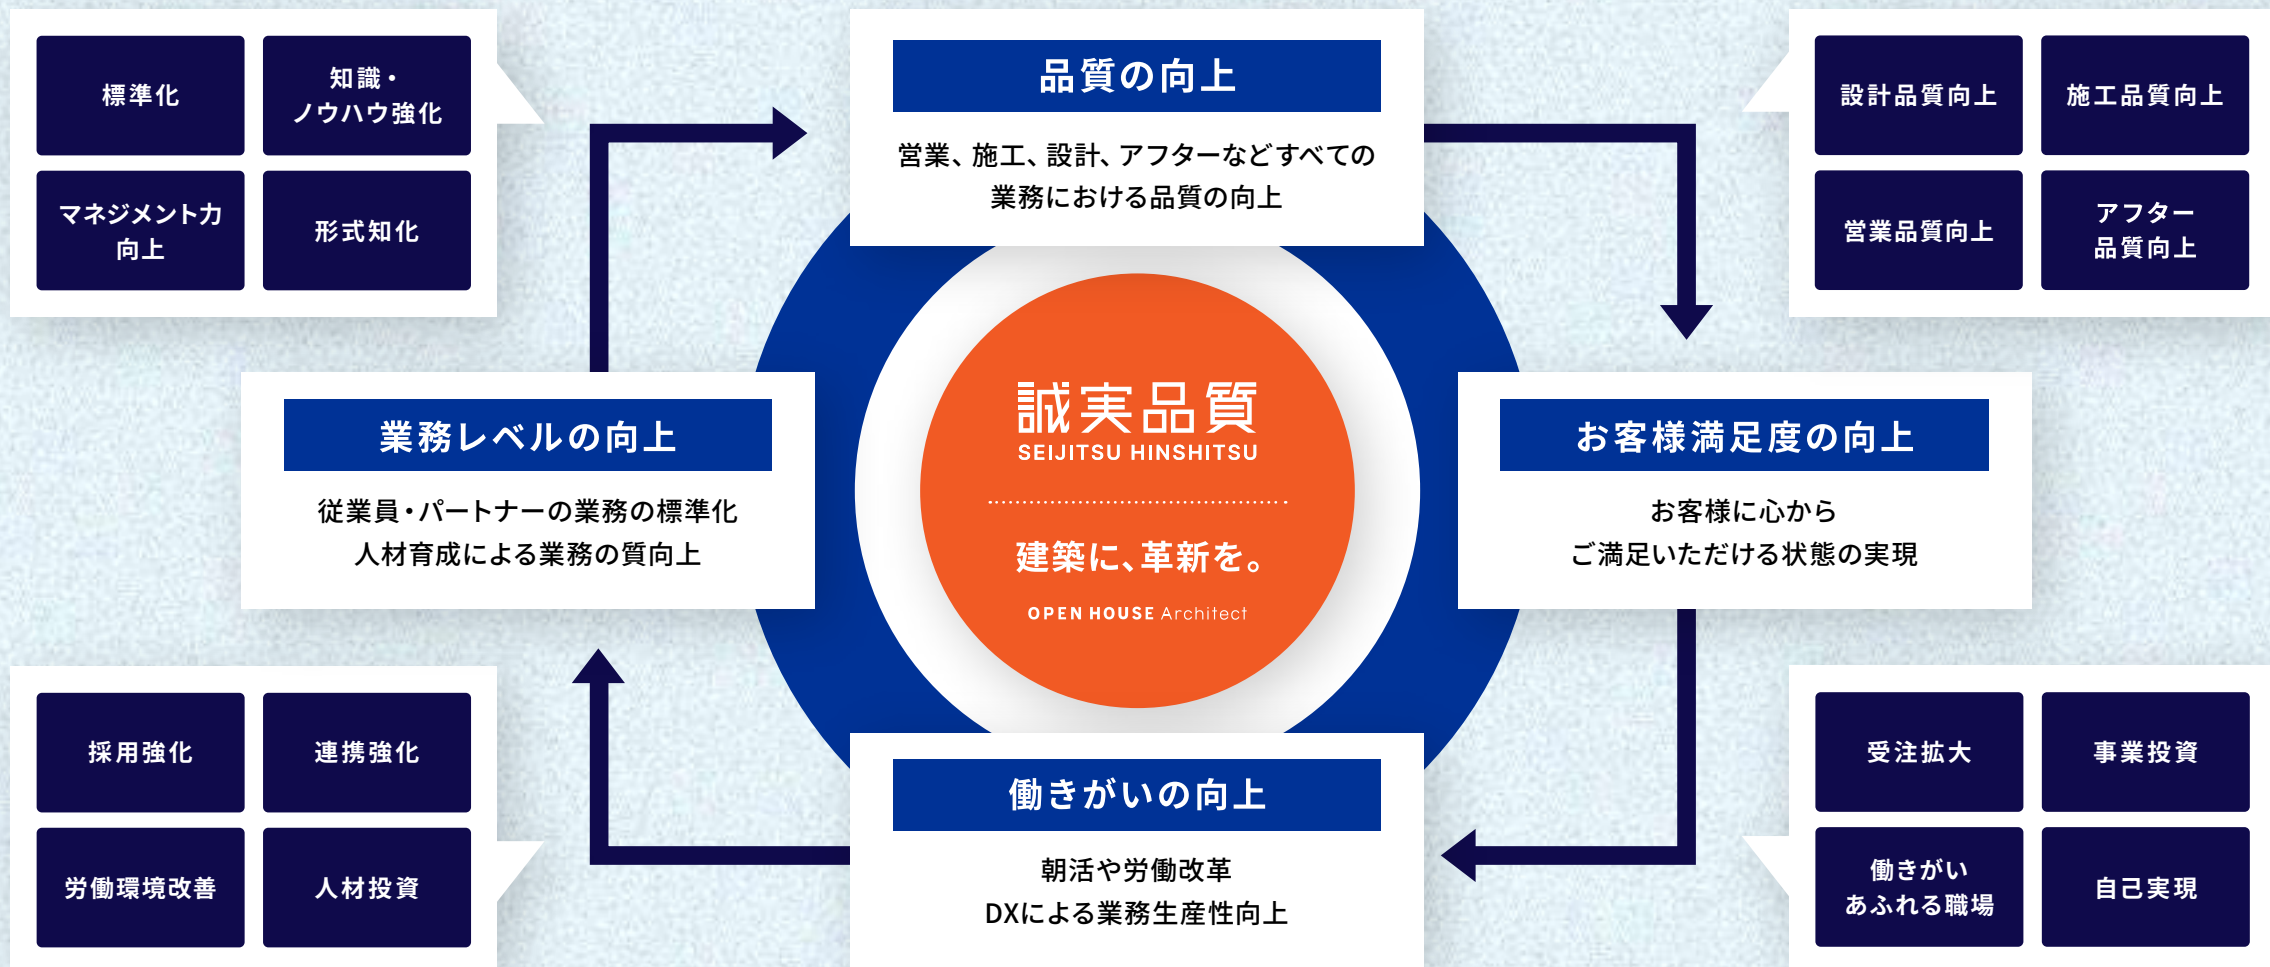 標準化
知識・
ノウハウ強化
マネジメント力
向上
形式知化
品質の向上
営業、施工、設計、アフターなどすべての
業務における品質の向上
設計品質向上
施工品質向上
営業品質向上
アフター
品質向上
業務レベルの向上
従業員・パートナーの業務の標準化
人材育成による業務の質向上
誠実品質
SEIJITSU HINSHITSU
建築に、革新を。
OPEN HOUSE Architect
お客様満足度の向上
お客様に心から
ご満足いただける状態の実現
採用強化
連携強化
労働環境改善
人材投資
働きがいの向上
朝活や労働改革
DXによる業務生産性向上
受注拡大
事業投資
働きがい
あふれる職場
自己実現